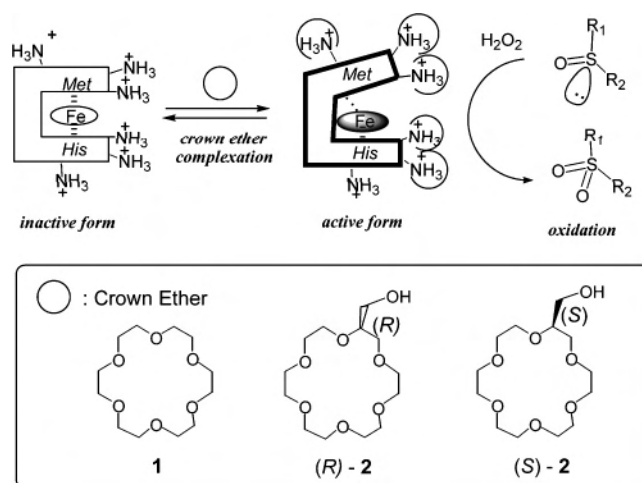 H₃N⁺
⁺NH₃
Met
NH₃⁺
Fe
⁺NH₃
His
NH₃⁺
NH₃⁺
inactive form
crown ether
complexation
H₃N⁺
⁺NH₃
Met
NH₃⁺
Fe
⁺NH₃
His
NH₃⁺
NH₃⁺
active form
H₂O₂
R₁
O S
R₂
R₁
O S
O R₂
oxidation
: Crown Ether
O O O O O O
1
OH
(R)
O O O O O O
(R) - 2
OH
(S)
O O O O O O
(S) - 2